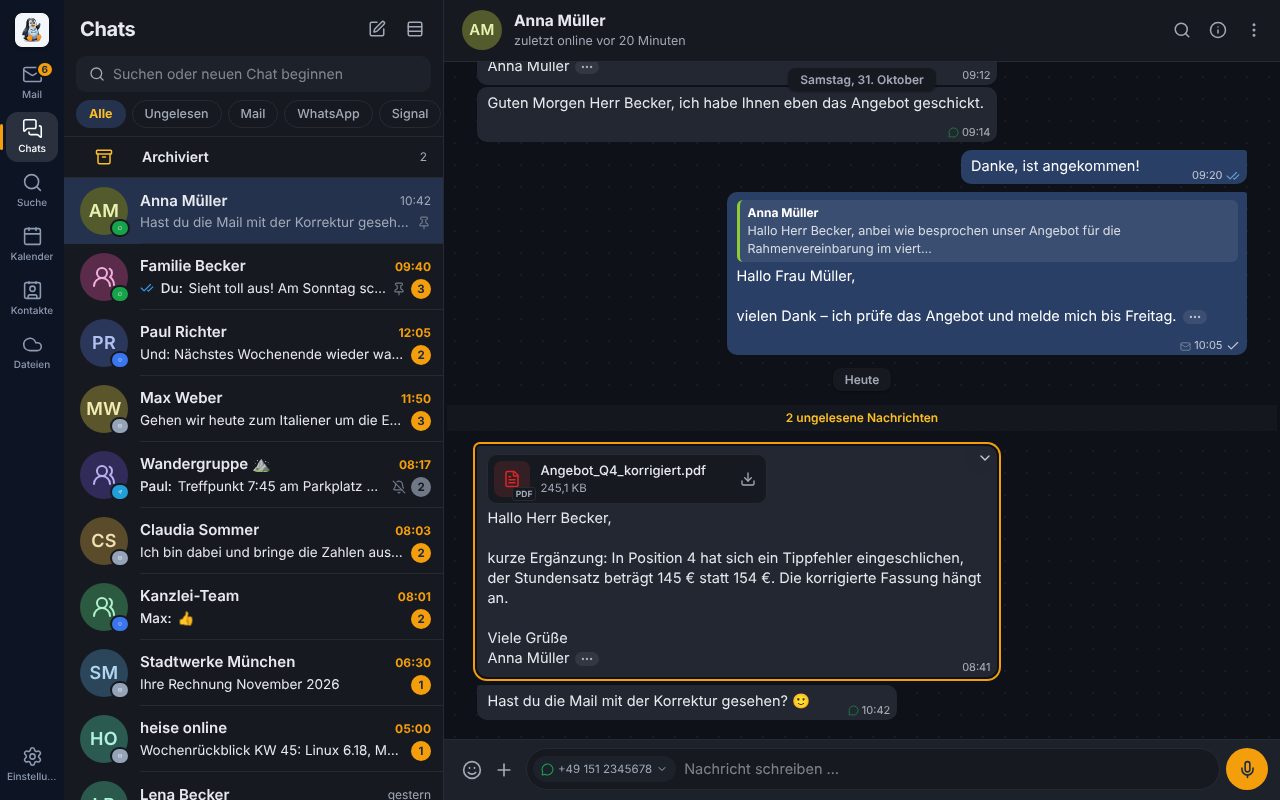 6
Mail
Chats
Suche
Kalender
Kontakte
Dateien
Einstellu...
Chats
Suchen oder neuen Chat beginnen
Alle
Ungelesen
Mail
WhatsApp
Signal
Archiviert
2
AM
Anna Müller
10:42
Hast du die Mail mit der Korrektur geseh...
Familie Becker
09:40
Du: Sieht toll aus! Am Sonntag sc...
3
PR
Paul Richter
12:05
Und: Nächstes Wochenende wieder wa...
2
MW
Max Weber
11:50
Gehen wir heute zum Italiener um die E...
3
Wandergruppe ⛰️
08:17
Paul: Treffpunkt 7:45 am Parkplatz ...
2
CS
Claudia Sommer
08:03
Ich bin dabei und bringe die Zahlen aus...
2
Kanzlei-Team
08:01
Max: 👍
2
SM
Stadtwerke München
06:30
Ihre Rechnung November 2026
1
HO
heise online
05:00
Wochenrückblick KW 45: Linux 6.18, M...
1
Lena Becker
gestern
AM
Anna Müller
zuletzt online vor 20 Minuten
Anna Müller ...
09:12
Samstag, 31. Oktober
Guten Morgen Herr Becker, ich habe Ihnen eben das Angebot geschickt.
09:14
Danke, ist angekommen!
09:20
Anna Müller
Hallo Herr Becker, anbei wie besprochen unser Angebot für die
Rahmenvereinbarung im viert...
Hallo Frau Müller,
vielen Dank – ich prüfe das Angebot und melde mich bis Freitag. ...
10:05
Heute
2 ungelesene Nachrichten
PDF
Angebot_Q4_korrigiert.pdf
245,1 KB
Hallo Herr Becker,
kurze Ergänzung: In Position 4 hat sich ein Tippfehler eingeschlichen,
der Stundensatz beträgt 145 € statt 154 €. Die korrigierte Fassung hängt
an.
Viele Grüße
Anna Müller ...
08:41
Hast du die Mail mit der Korrektur gesehen? 🙂
10:42
+49 151 2345678
Nachricht schreiben ...